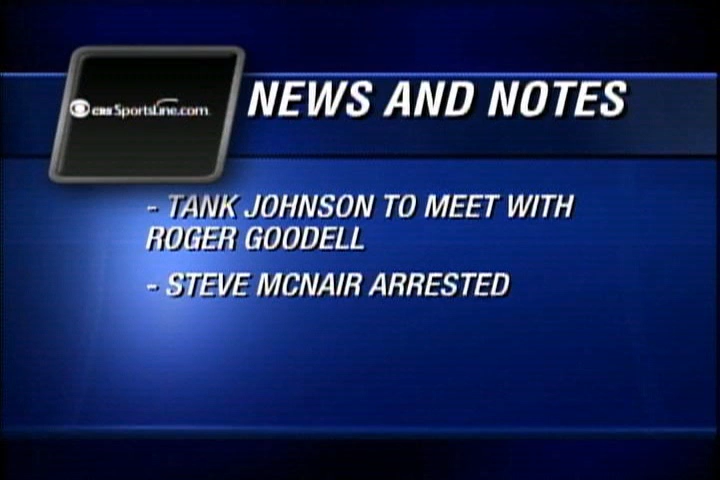 CBS SportsLine.com
NEWS AND NOTES
- TANK JOHNSON TO MEET WITH
ROGER GOODELL
- STEVE MCNAIR ARRESTED